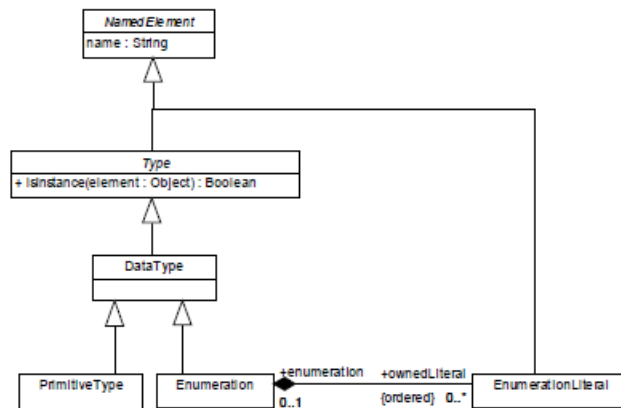 NamedElement
name : String
Type
+ isInstance(element : Object) : Boolean
DataType
PrimitiveType
Enumeration
+enumeration
0..1
+ownedLiteral
{ordered} 0..*
EnumerationLiteral